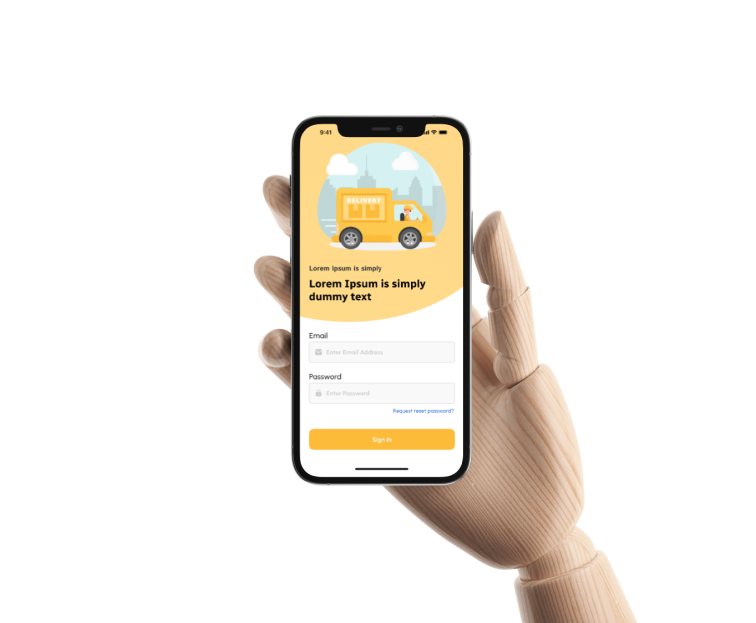 9:41
DELIVERY
Lorem Ipsum is simply
Lorem Ipsum is simply
dummy text
Email
Enter Email Address
Password
Enter Password
Request reset password?
Sign in